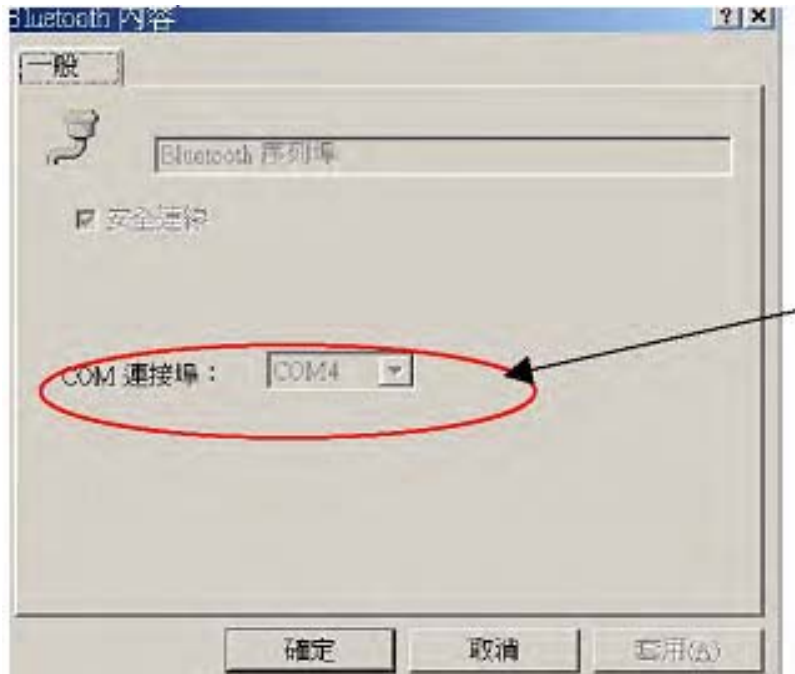 Bluetooth 內容
一般
Bluetooth 序列埠
安全連線
COM 連接埠：
COM4
確定
取消
套用(A)